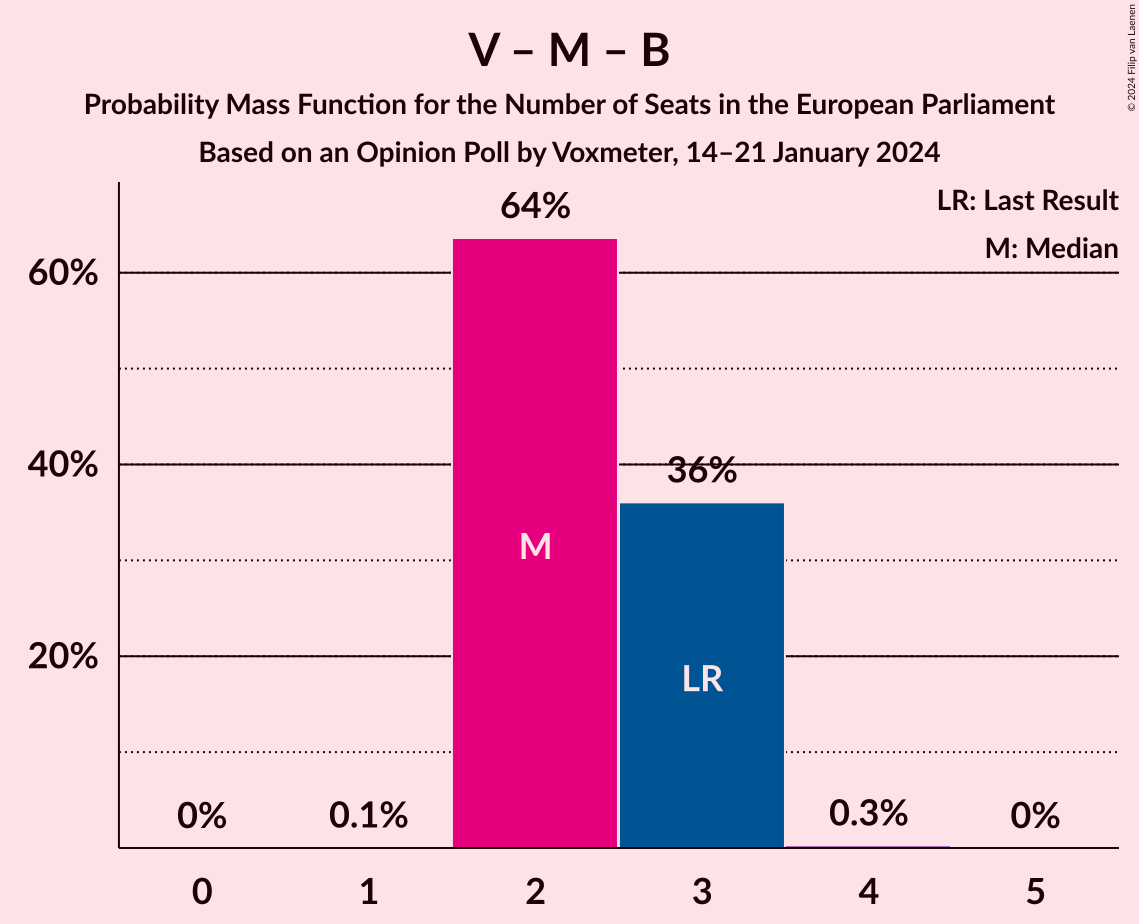 V – M – B
Probability Mass Function for the Number of Seats in the European Parliament
Based on an Opinion Poll by Voxmeter, 14–21 January 2024
© 2024 Filip van Laenen
LR: Last Result
M: Median
64%
60%
40%
36%
M
20%
LR
0%
0.1%
0.3%
0%
0
1
2
3
4
5